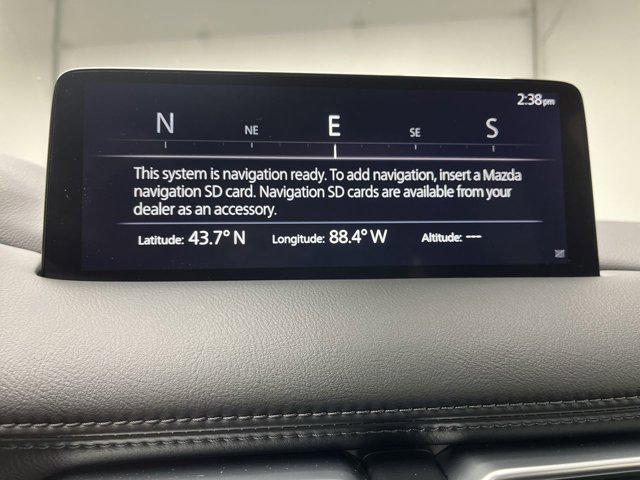 2:38pm
N NE E SE S
This system is navigation ready. To add navigation, insert a Mazda
navigation SD card. Navigation SD cards are available from your
dealer as an accessory.
Latitude: 43.7° N Longitude: 88.4° W Altitude: ---